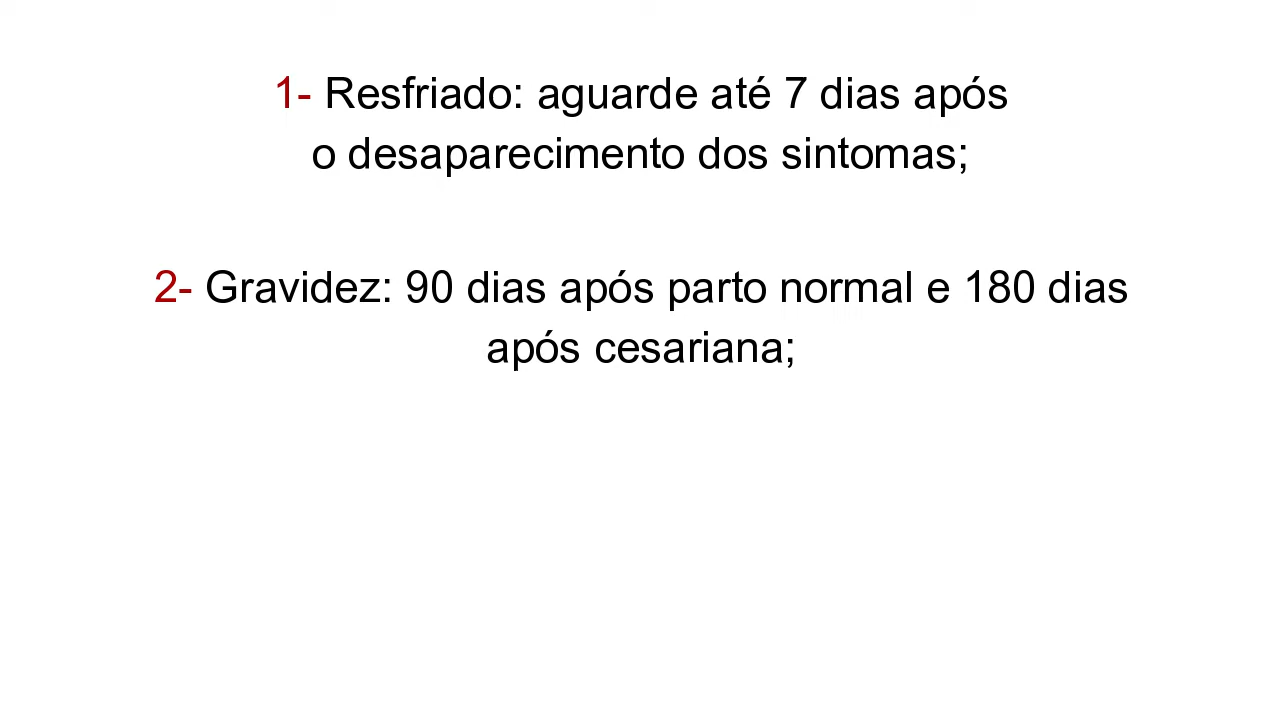 1- Resfriado: aguarde até 7 dias após
o desaparecimento dos sintomas;
2- Gravidez: 90 dias após parto normal e 180 dias
após cesariana;